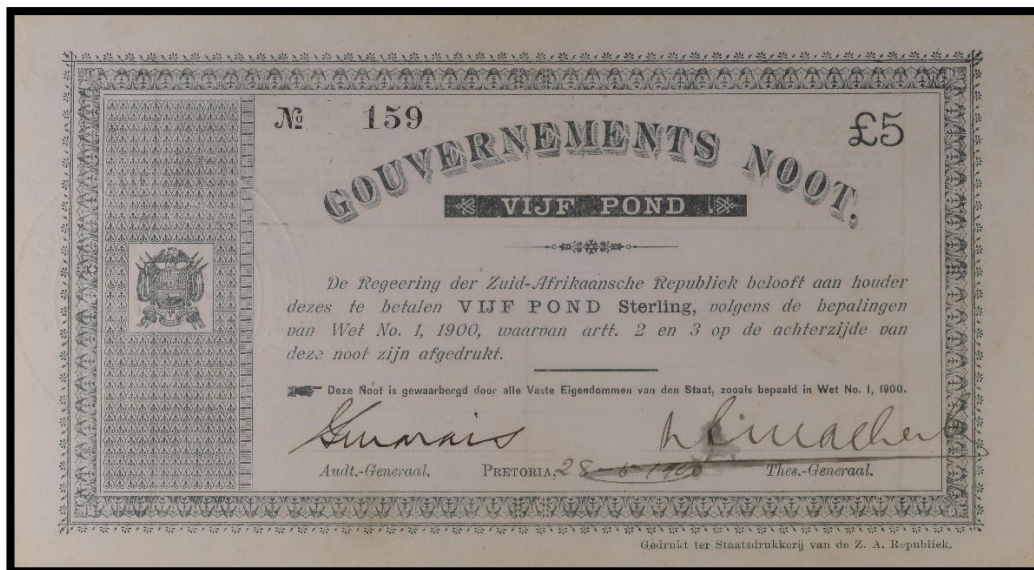 № 159 £5
GOUVERNEMENTS NOOT,
VIJF POND
De Regeering der Zuid-Afrikaansche Republiek belooft aan houder
dezes te betalen VIJF POND Sterling, volgens de bepalingen
van Wet No. 1, 1900, waarvan artt. 2 en 3 op de achterzijde van
deze noot zijn afgedrukt.
Deze Noot is gewaarborgd door alle Vaste Eigendommen van den Staat, zooals bepaald in Wet No. 1, 1900.
Audt.-Generaal. PRETORIA, 28-5-1900 Thes.-Generaal.
Gedrukt ter Staatsdrukkerij van de Z. A. Republiek.